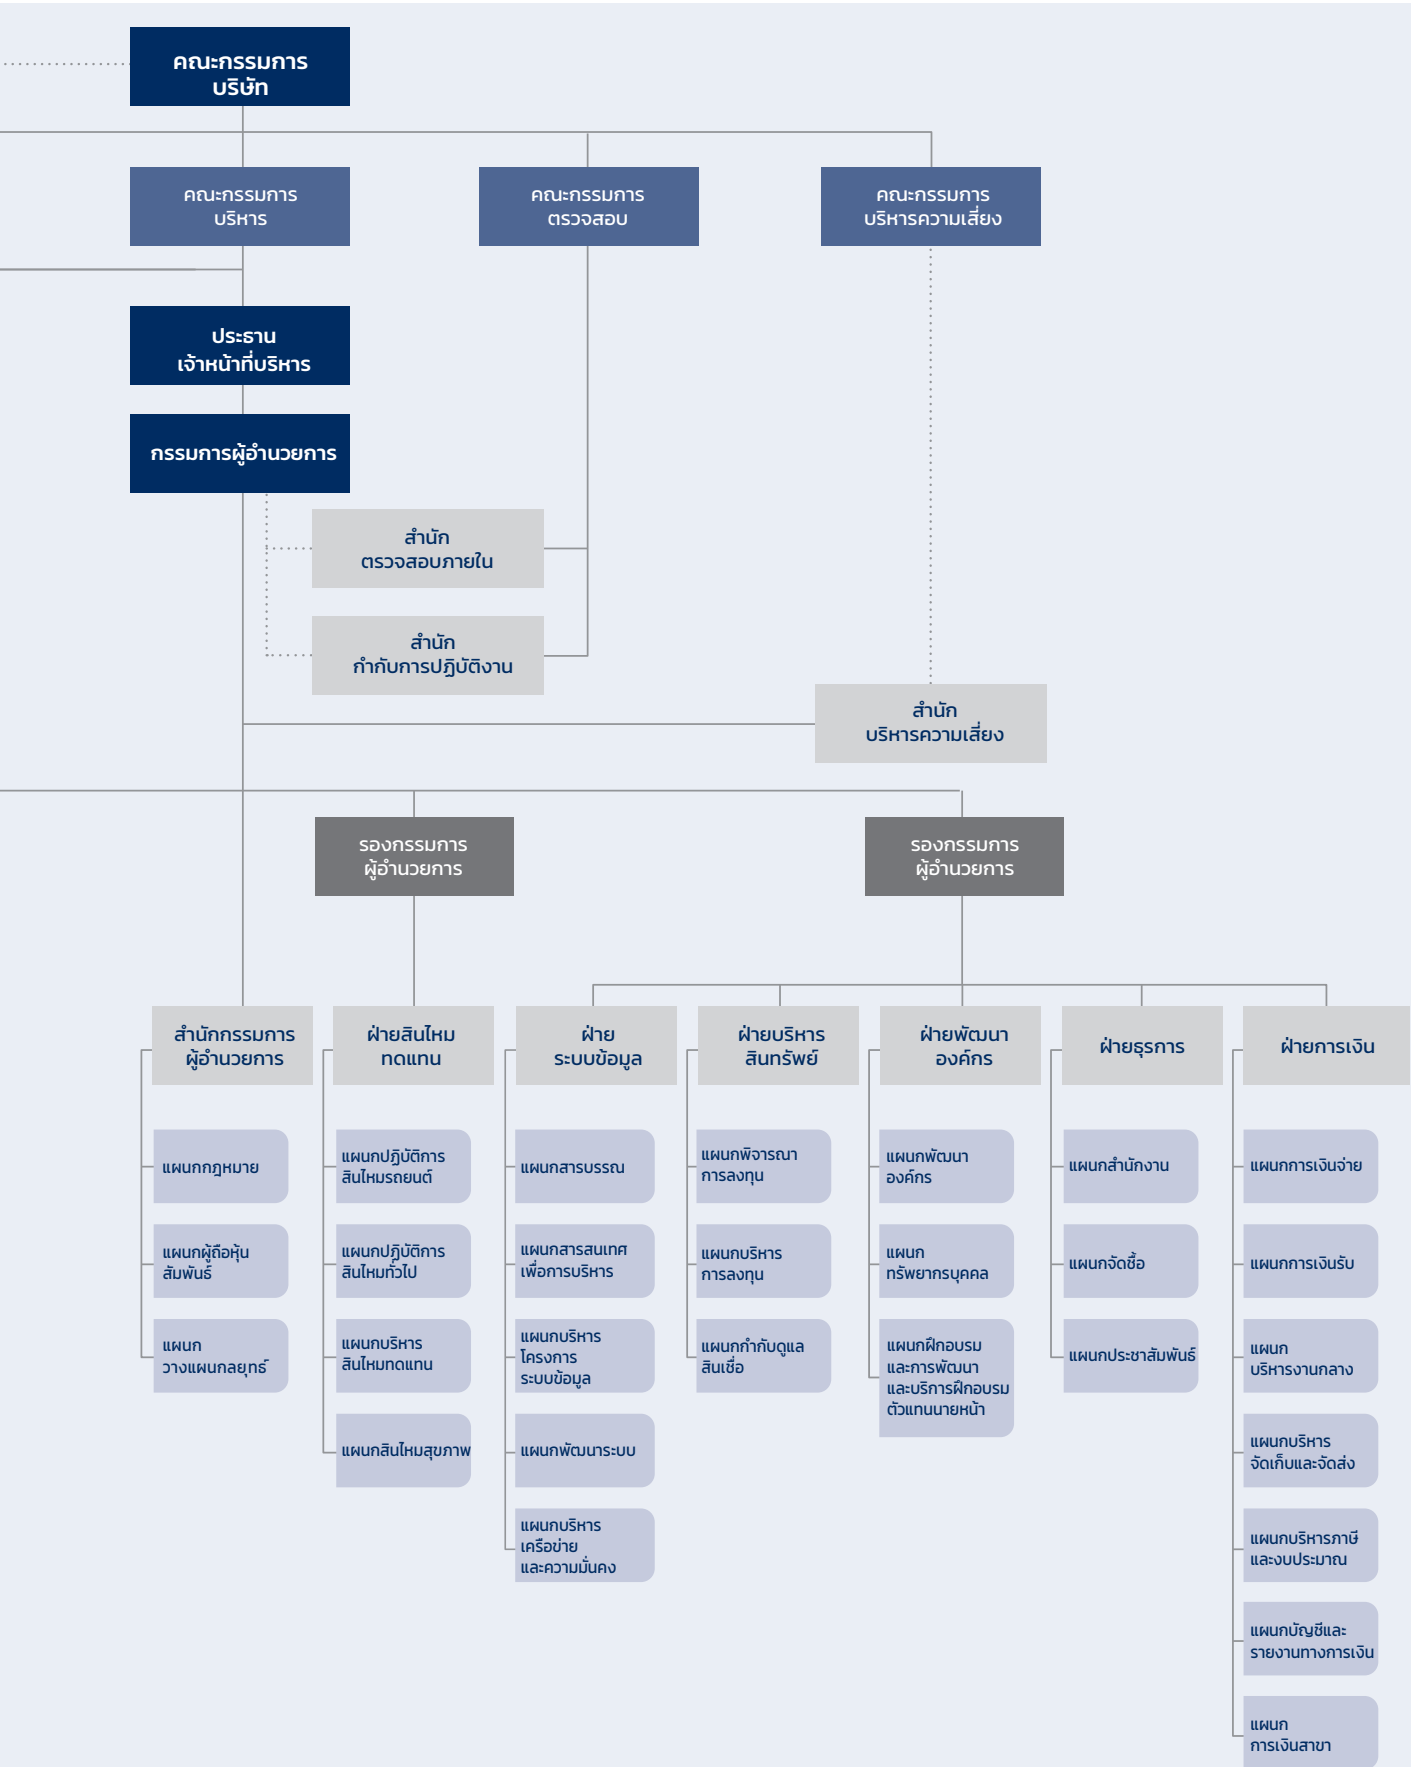 คณะกรรมการ
บริษัท
คณะกรรมการ
บริหาร
คณะกรรมการ
ตรวจสอบ
คณะกรรมการ
บริหารความเสี่ยง
ประธาน
เจ้าหน้าที่บริหาร
กรรมการผู้อำนวยการ
สำนัก
ตรวจสอบภายใน
สำนัก
กำกับการปฏิบัติงาน
สำนัก
บริหารความเสี่ยง
รองกรรมการ
ผู้อำนวยการ
รองกรรมการ
ผู้อำนวยการ
สำนักกรรมการ
ผู้อำนวยการ
แผนกกฎหมาย
แผนกผู้ถือหุ้น
สัมพันธ์
แผนก
วางแผนกลยุทธ์
ฝ่ายสินไหม
ทดแทน
แผนกปฏิบัติการ
สินไหมรถยนต์
แผนกปฏิบัติการ
สินไหมทั่วไป
แผนกบริหาร
สินไหมทดแทน
แผนกสินไหมสุขภาพ
ฝ่าย
ระบบข้อมูล
แผนกสารบรรณ
แผนกสารสนเทศ
เพื่อการบริหาร
แผนกบริหาร
โครงการ
ระบบข้อมูล
แผนกพัฒนาระบบ
แผนกบริหาร
เครือข่าย
และความมั่นคง
ฝ่ายบริหาร
สินทรัพย์
แผนกพิจารณา
การลงทุน
แผนกบริหาร
การลงทุน
แผนกกำกับดูแล
สินเชื่อ
ฝ่ายพัฒนา
องค์กร
แผนกพัฒนา
องค์กร
แผนก
ทรัพยากรบุคคล
แผนกฝึกอบรม
และการพัฒนา
และบริการฝึกอบรม
ตัวแทนนายหน้า
ฝ่ายธุรการ
แผนกสำนักงาน
แผนกจัดซื้อ
แผนกประชาสัมพันธ์
ฝ่ายการเงิน
แผนกการเงินจ่าย
แผนกการเงินรับ
แผนก
บริหารงานกลาง
แผนกบริหาร
จัดเก็บและจัดส่ง
แผนกบริหารภาษี
และงบประมาณ
แผนกบัญชีและ
รายงานทางการเงิน
แผนก
การเงินสาขา